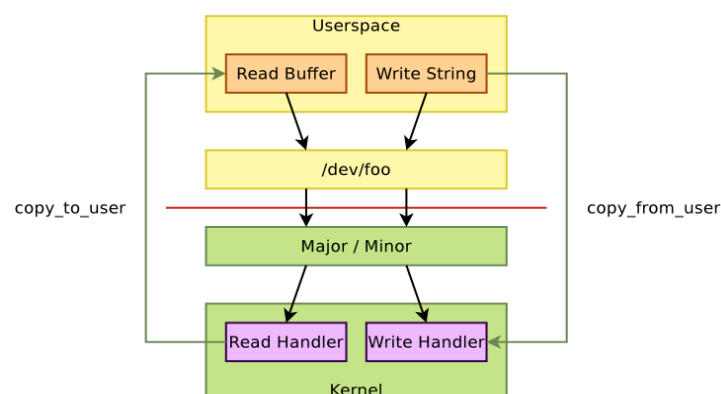 Userspace
Read Buffer
Write String
/dev/foo
copy_to_user
copy_from_user
Major / Minor
Read Handler
Write Handler
Kernel